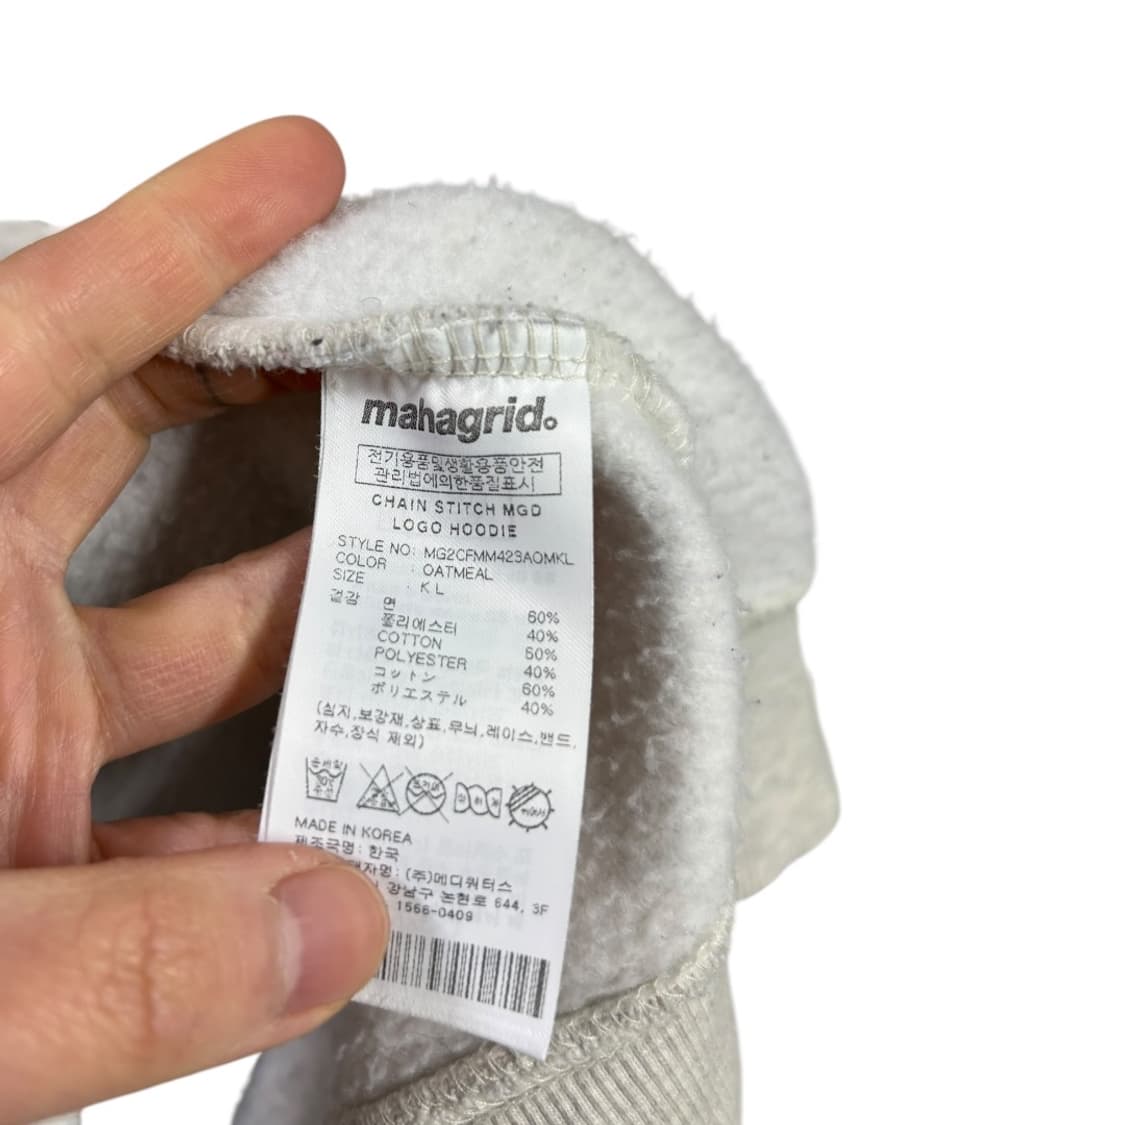 mahagrid.
전기용품및생활용품안전
관리법에의한품질표시
CHAIN STITCH MGD
LOGO HOODIE
STYLE NO: MG2CFMM423AOMKL
COLOR : OATMEAL
SIZE : KL
겉감 면 60%
폴리에스터 40%
COTTON 60%
POLYESTER 40%
コットン 60%
ポリエステル 40%
(심지,보강재,상표,무늬,레이스,밴드,
자수,장식 제외)
MADE IN KOREA
제조국명: 한국
자명: (주)메디쿼터스
강남구 논현로 644, 3F
1566-0409